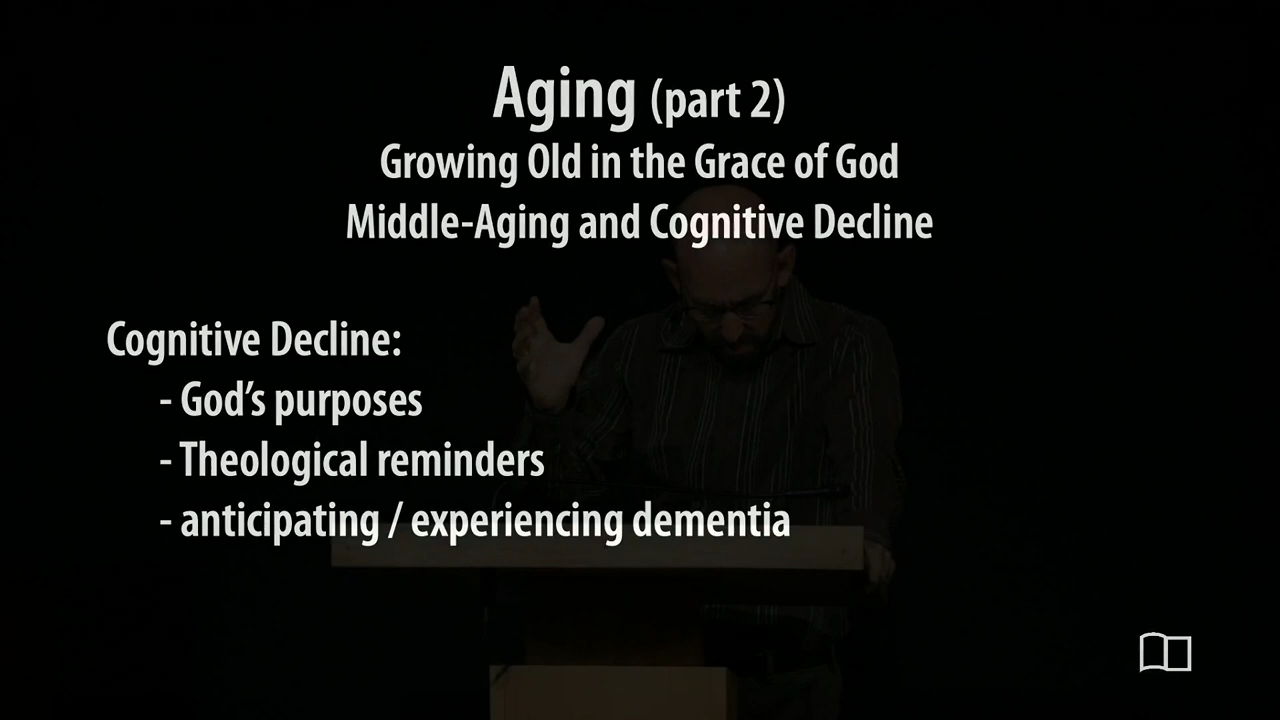 Aging (part 2)
Growing Old in the Grace of God
Middle-Aging and Cognitive Decline
Cognitive Decline:
- God’s purposes
- Theological reminders
- anticipating / experiencing dementia